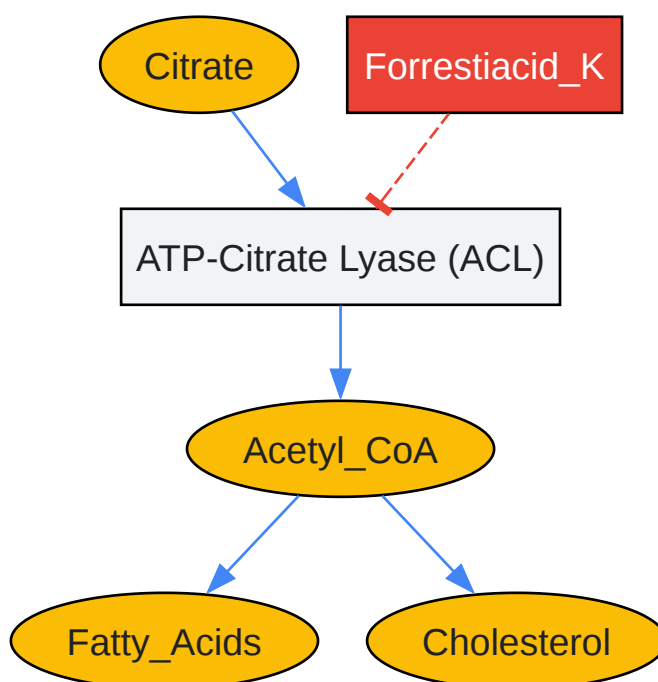 Citrate
Forrestiacid_K
ATP-Citrate Lyase (ACL)
Acetyl_CoA
Fatty_Acids
Cholesterol